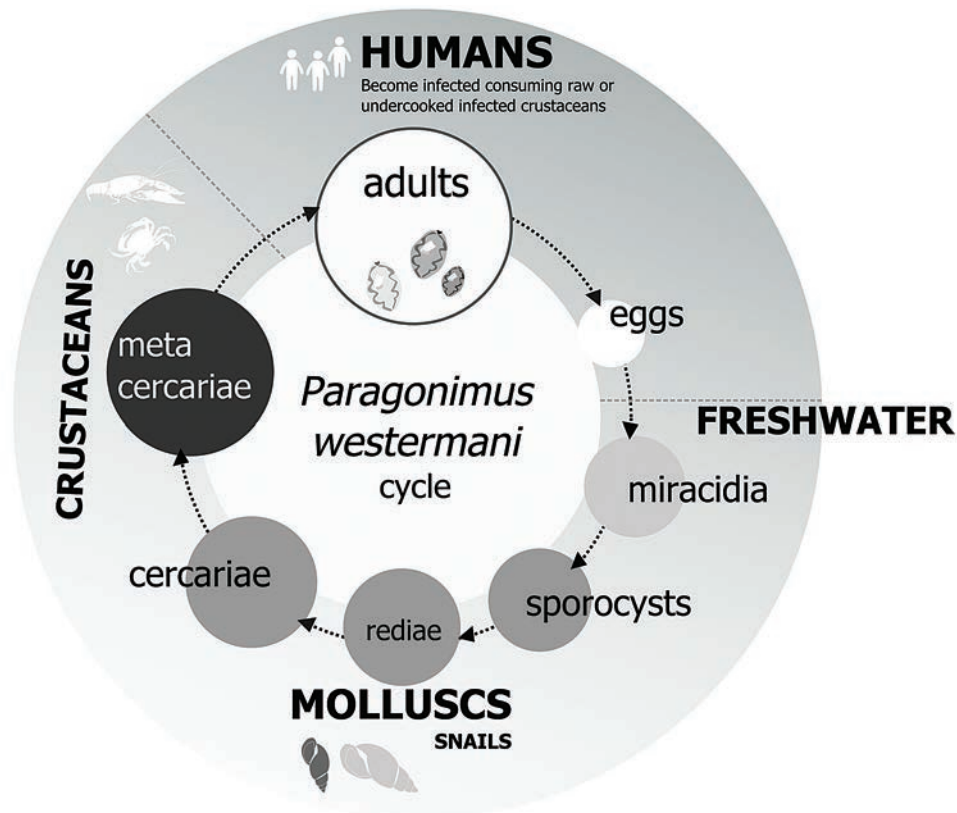 HUMANS
Become infected consuming raw or
undercooked infected crustaceans
adults
eggs
FRESHWATER
miracidia
sporocysts
rediae
MOLLUSCS
SNAILS
cercariae
CRUSTACEANS
meta
cercariae
Paragonimus
westermani
cycle